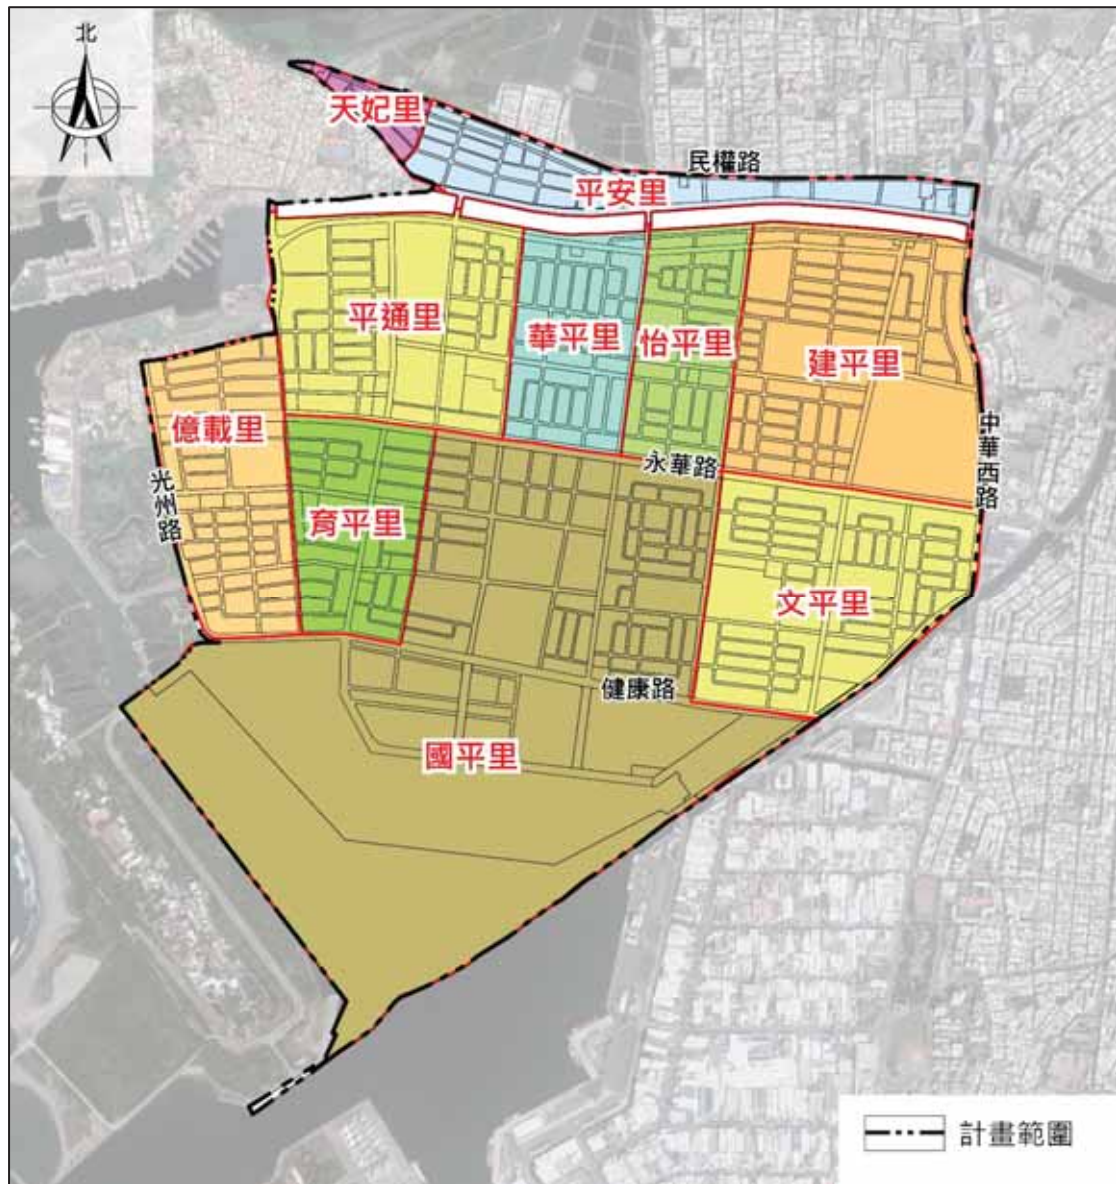 北
天妃里
民權路
平安里
平通里
華平里
怡平里
建平里
億載里
中華西路
永華路
光州路
育平里
文平里
健康路
國平里
計畫範圍